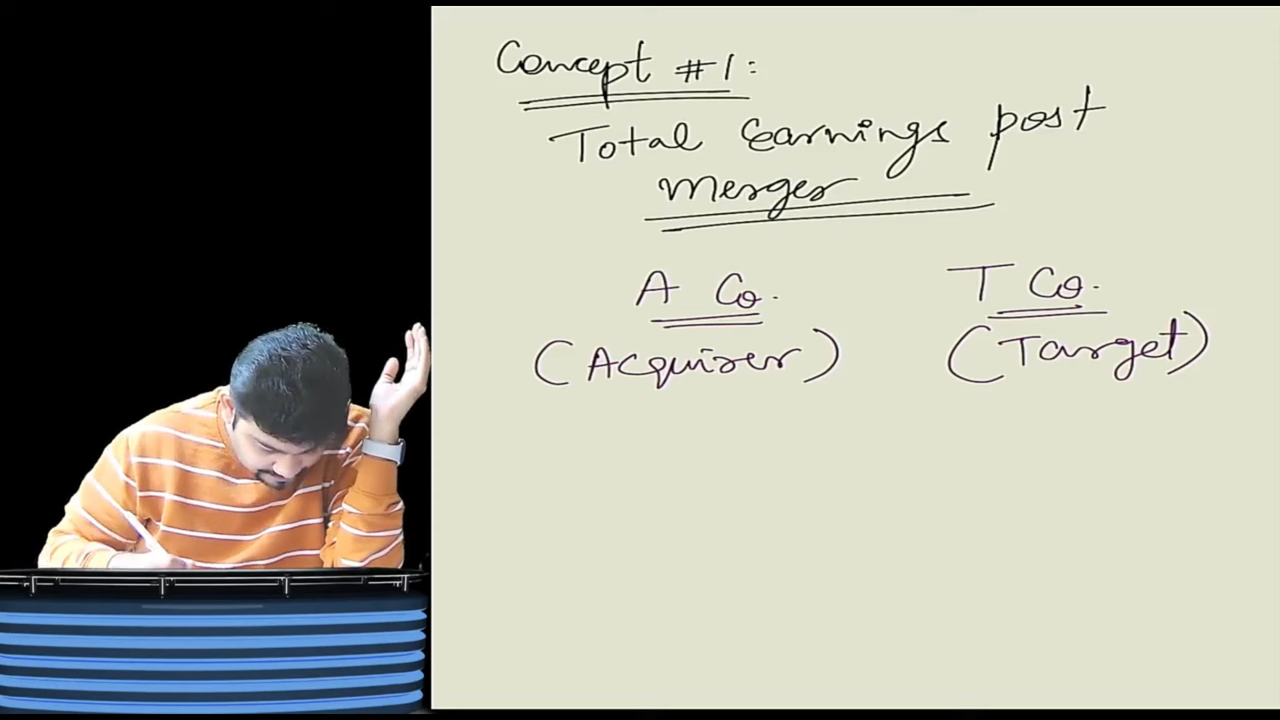 Concept #1:
Total Earnings post
Merger
A Co. T Co.
(Acquirer) (Target)